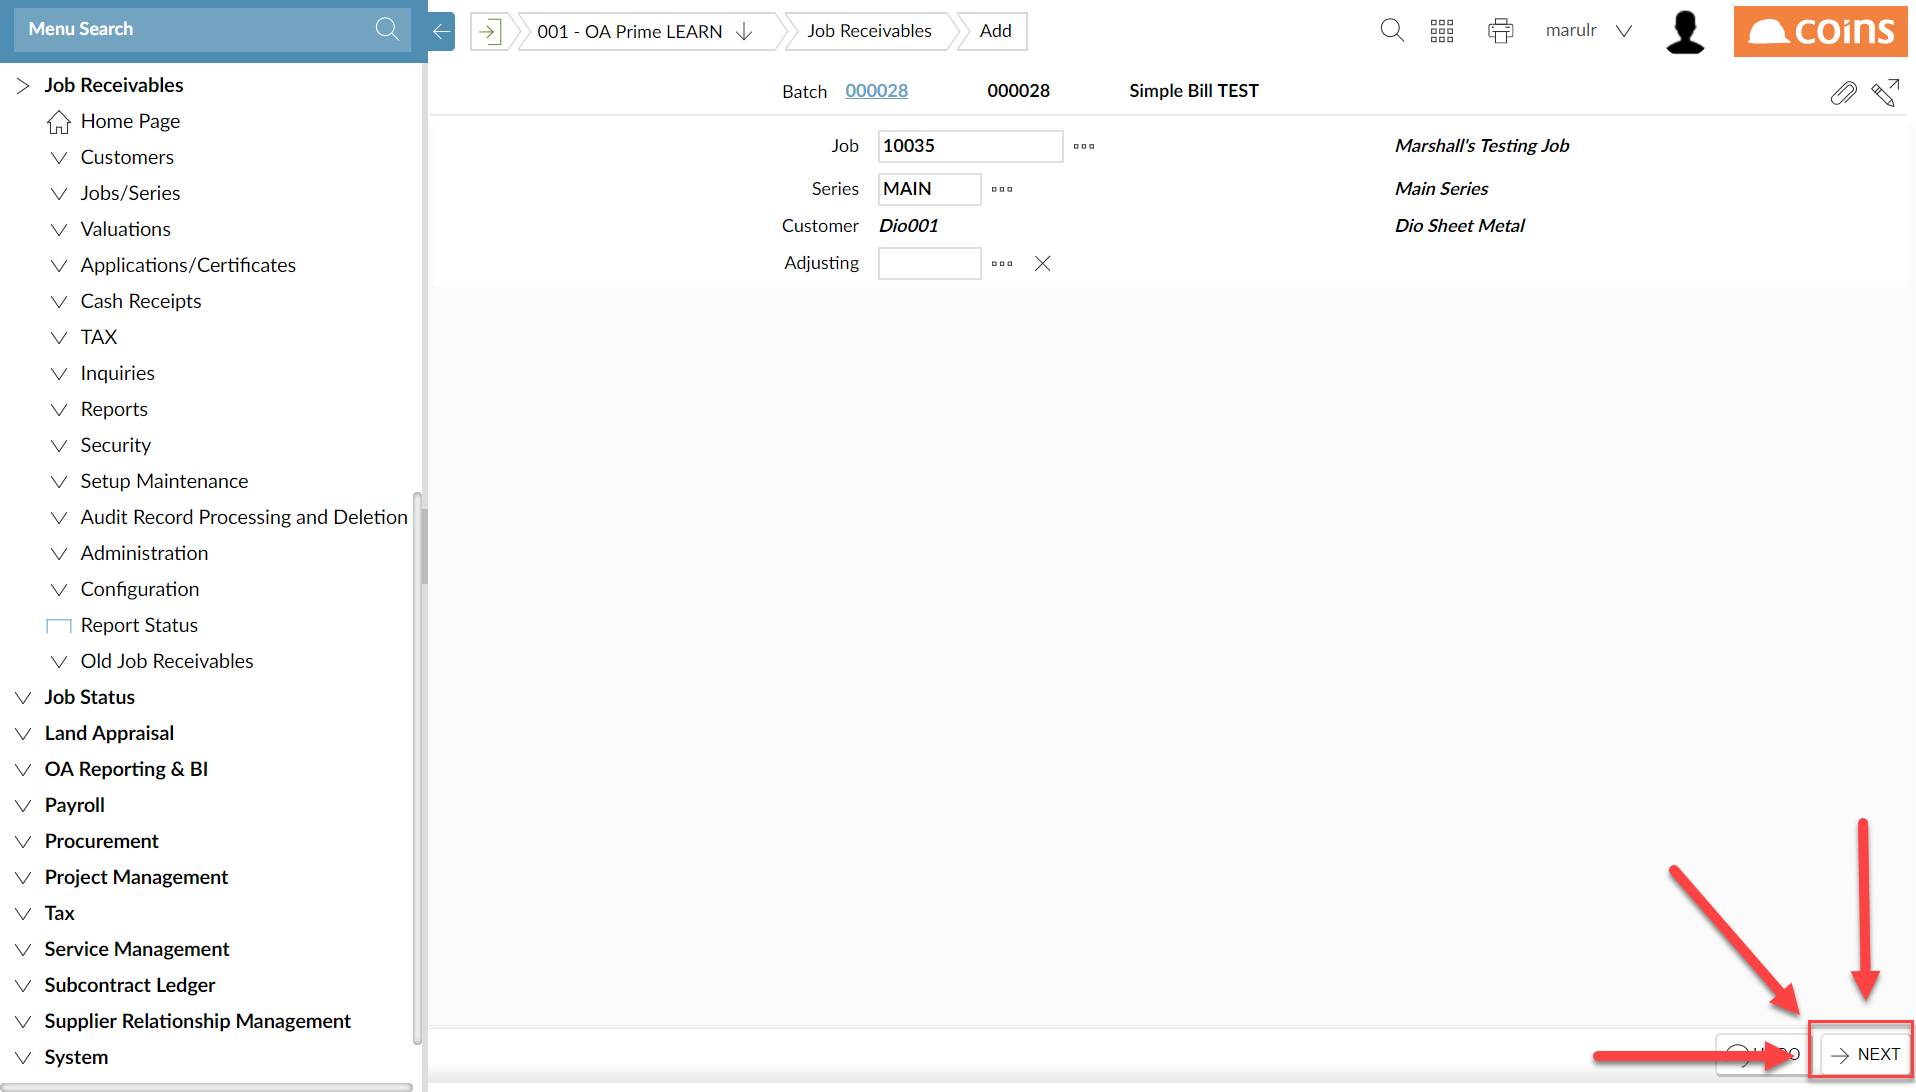 Menu Search
001 - OA Prime LEARN
Job Receivables
Add
marulr
coins
Batch 000028 000028 Simple Bill TEST
Job Receivables
Home Page
Customers
Jobs/Series
Valuations
Applications/Certificates
Cash Receipts
TAX
Inquiries
Reports
Security
Setup Maintenance
Audit Record Processing and Deletion
Administration
Configuration
Report Status
Old Job Receivables
Job Status
Land Appraisal
OA Reporting & BI
Payroll
Procurement
Project Management
Tax
Service Management
Subcontract Ledger
Supplier Relationship Management
System
Job 10035 Marshall's Testing Job
Series MAIN Main Series
Customer Dio001 Dio Sheet Metal
Adjusting
NEXT